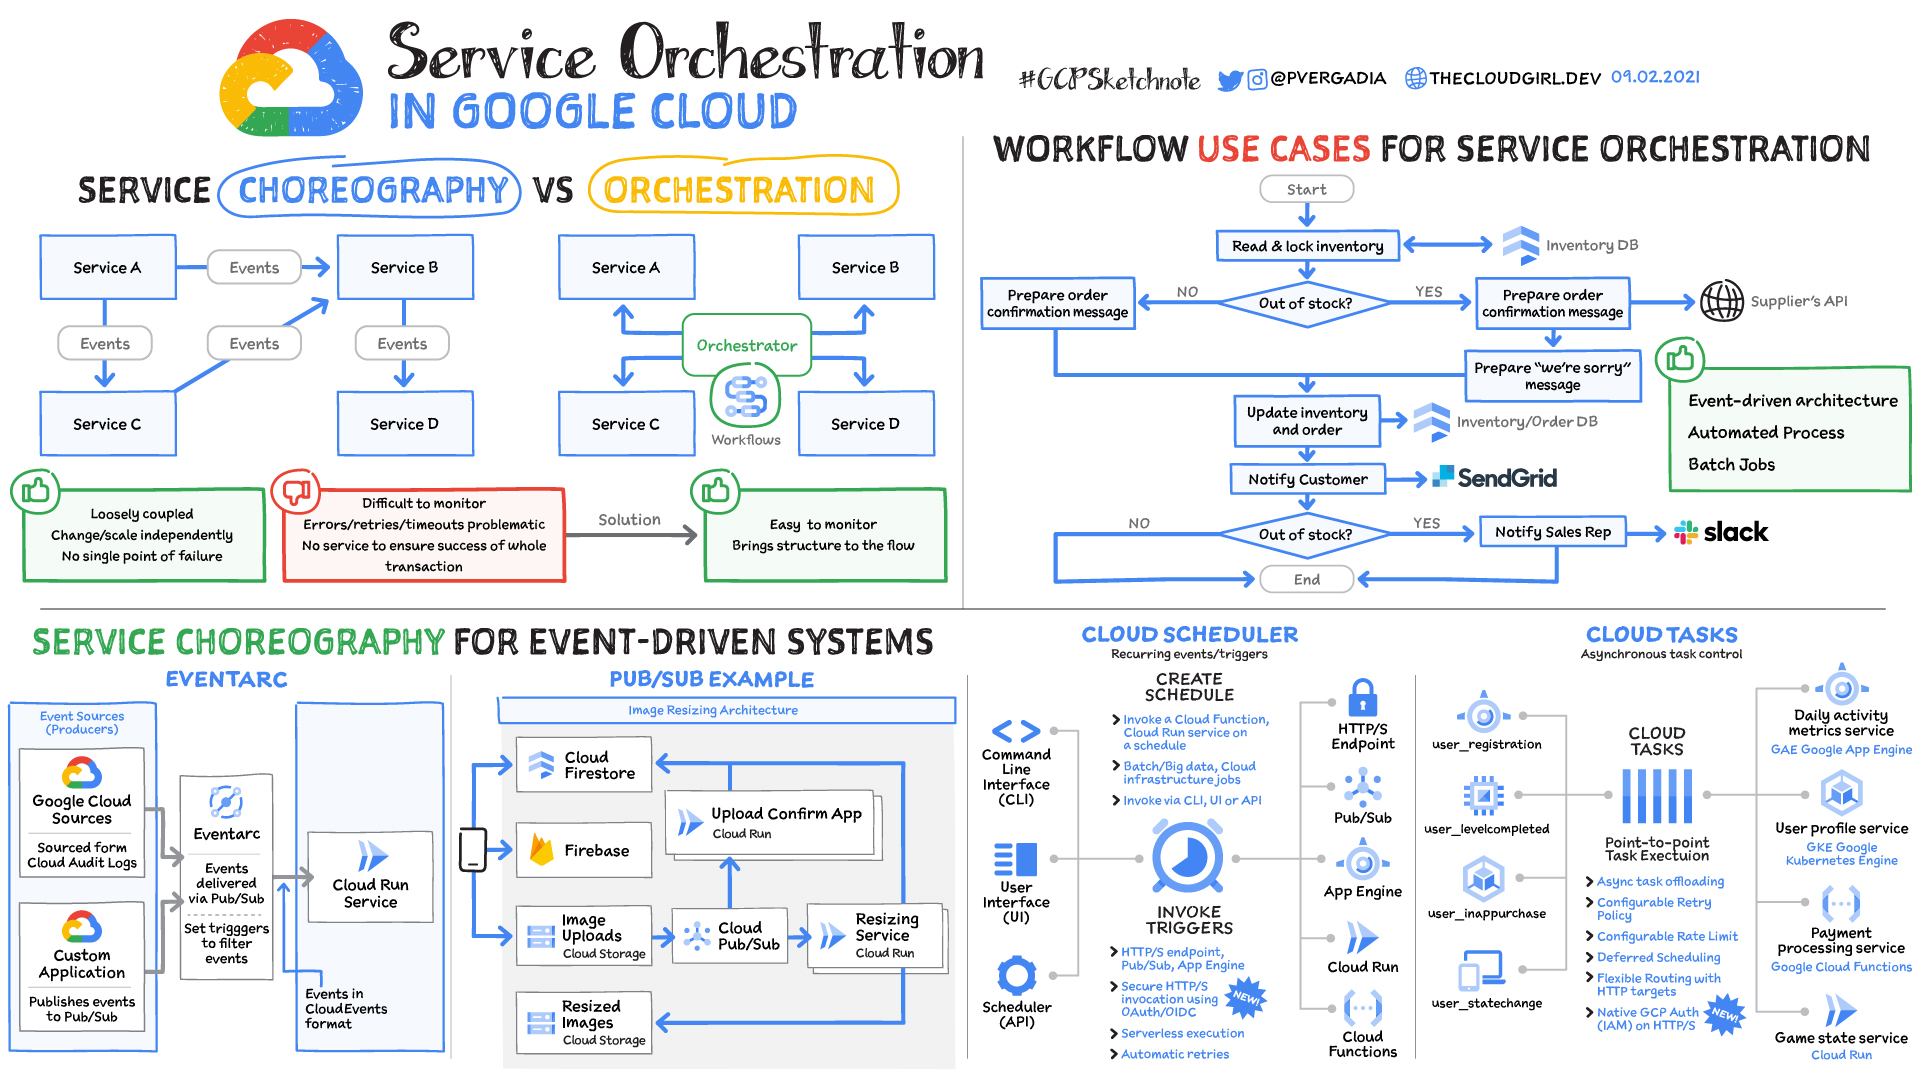 Service Orchestration
IN GOOGLE CLOUD
#GCPSketchnote
@PVERGADIA
THECLOUDGIRL.DEV
09.02.2021
SERVICE CHOREOGRAPHY VS ORCHESTRATION
Service A
Events
Service B
Events
Events
Events
Service C
Service D
Service A
Service B
Orchestrator
Service C
Workflows
Service D
Loosely coupled
Change/scale independently
No single point of failure
Difficult to monitor
Errors/retries/timeouts problematic
No service to ensure success of whole
transaction
Solution
Easy to monitor
Brings structure to the flow
WORKFLOW USE CASES FOR SERVICE ORCHESTRATION
Start
Read & lock inventory
Inventory DB
Prepare order
confirmation message
NO
Out of stock?
YES
Prepare order
confirmation message
Supplier's API
Prepare "we're sorry"
message
Update inventory
and order
Inventory/Order DB
Notify Customer
SendGrid
NO
Out of stock?
YES
Notify Sales Rep
slack
End
Event-driven architecture
Automated Process
Batch Jobs
SERVICE CHOREOGRAPHY FOR EVENT-DRIVEN SYSTEMS
EVENTARC
Event Sources
(Producers)
Google Cloud
Sources
Sourced form
Cloud Audit Logs
Custom
Application
Publishes events
to Pub/Sub
Eventarc
Events
delivered
via Pub/Sub
Set trigggers
to filter
events
Cloud Run
Service
Events in
CloudEvents
format
PUB/SUB EXAMPLE
Image Resizing Architecture
Cloud
Firestore
Upload Confirm App
Cloud Run
Firebase
Image
Uploads
Cloud Storage
Cloud
Pub/Sub
Resizing
Service
Cloud Run
Resized
Images
Cloud Storage
CLOUD SCHEDULER
Recurring events/triggers
Command
Line
Interface
(CLI)
User
Interface
(UI)
Scheduler
(API)
CREATE
SCHEDULE
Invoke a Cloud Function,
Cloud Run service on
a schedule
Batch/Big data, Cloud
infrastructure jobs
Invoke via CLI, UI or API
INVOKE
TRIGGERS
HTTP/S endpoint,
Pub/Sub, App Engine
Secure HTTP/S
invocation using
OAuth/OIDC
NEW!
Serverless execution
Automatic retries
HTTP/S
Endpoint
Pub/Sub
App Engine
Cloud Run
Cloud
Functions
CLOUD TASKS
Asynchronous task control
user_registration
user_levelcompleted
user_inappurchase
user_statechange
CLOUD
TASKS
Point-to-point
Task Exectuion
Async task offloading
Configurable Retry
Policy
Configurable Rate Limit
Deferred Scheduling
Flexible Routing with
HTTP targets
Native GCP Auth
(IAM) on HTTP/S
NEW!
Daily activity
metrics service
GAE Google App Engine
User profile service
GKE Google
Kubernetes Engine
Payment
processing service
Google Cloud Functions
Game state service
Cloud Run